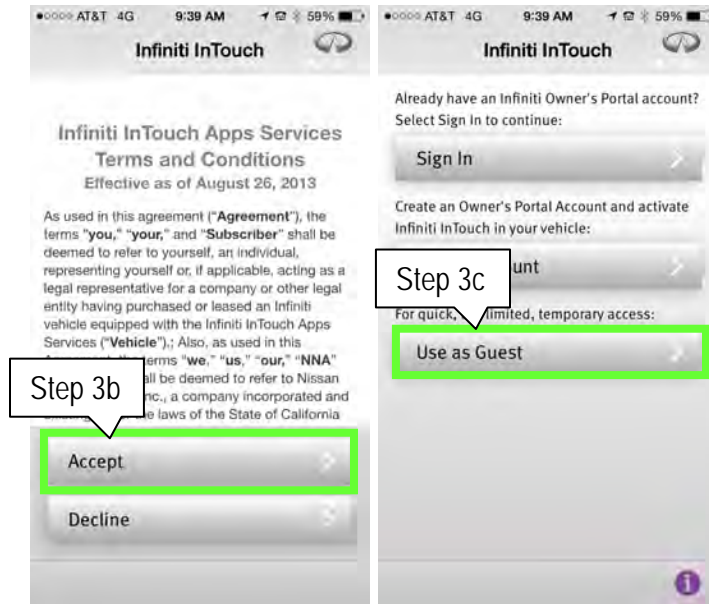 AT&T 4G 9:39 AM 59%
Infiniti InTouch
Infiniti InTouch Apps Services
Terms and Conditions
Effective as of August 26, 2013
As used in this agreement ("Agreement"), the
terms "you," "your," and "Subscriber" shall be
deemed to refer to yourself, an individual,
representing yourself or, if applicable, acting as a
legal representative for a company or other legal
entity having purchased or leased an Infiniti
vehicle equipped with the Infiniti InTouch Apps
Services ("Vehicle").; Also, as used in this
terms "we," "us," "our," "NNA"
all be deemed to refer to Nissan
nc., a company incorporated and
e laws of the State of California
Step 3b
Accept
Decline
AT&T 4G 9:39 AM 59%
Infiniti InTouch
Already have an Infiniti Owner's Portal account?
Select Sign In to continue:
Sign In
Create an Owner's Portal Account and activate
Infiniti InTouch in your vehicle:
unt
Step 3c
For quick, limited, temporary access:
Use as Guest
i